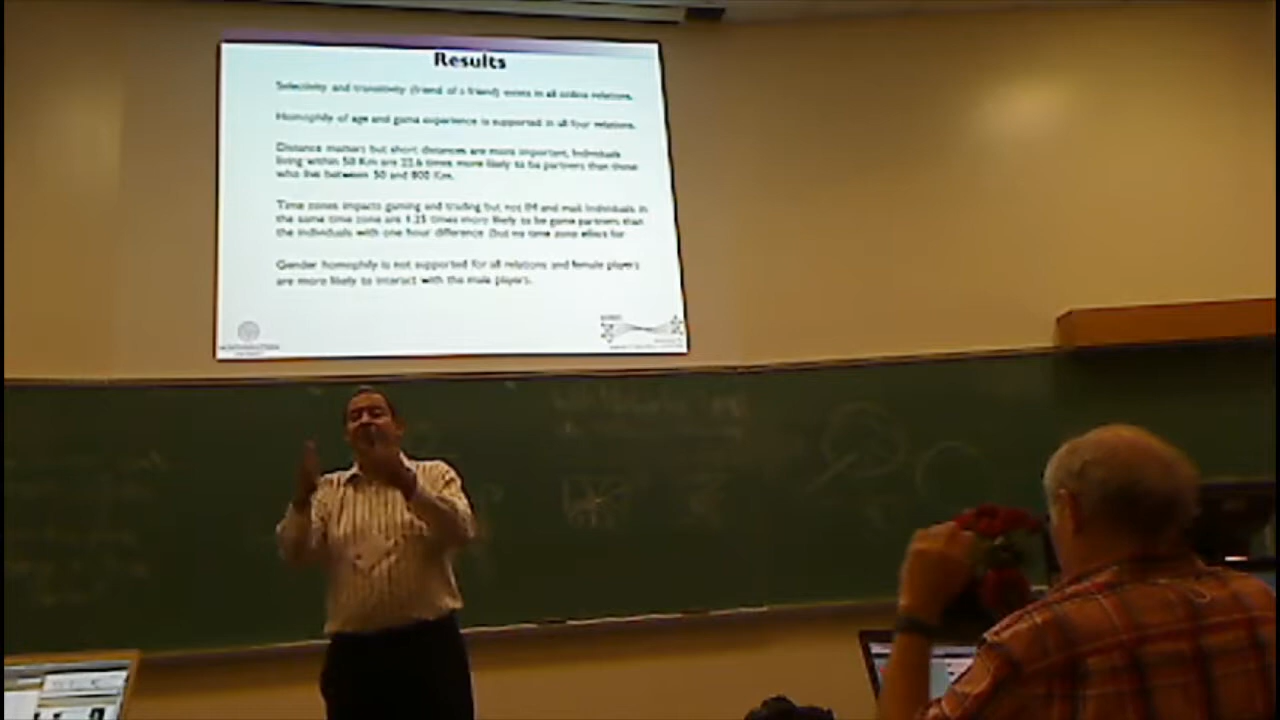 Results
Selectivity and transitivity (friend of a friend) exists in all online relations.
Homophily of age and game experience is supported in all four relations.
Distance matters but short distances are more important. Individuals
living within 50 Km are 22.6 times more likely to be partners than those
who live between 50 and 800 Km.
Time zones impacts gaming and trading but not IM and mail. Individuals in
the same time zone are 1.25 times more likely to be game partners than
the individuals with one hour difference (but no time zone effect for
Gender homophily is not supported for all relations and female players
are more likely to interact with the male players.
NORTHWESTERN